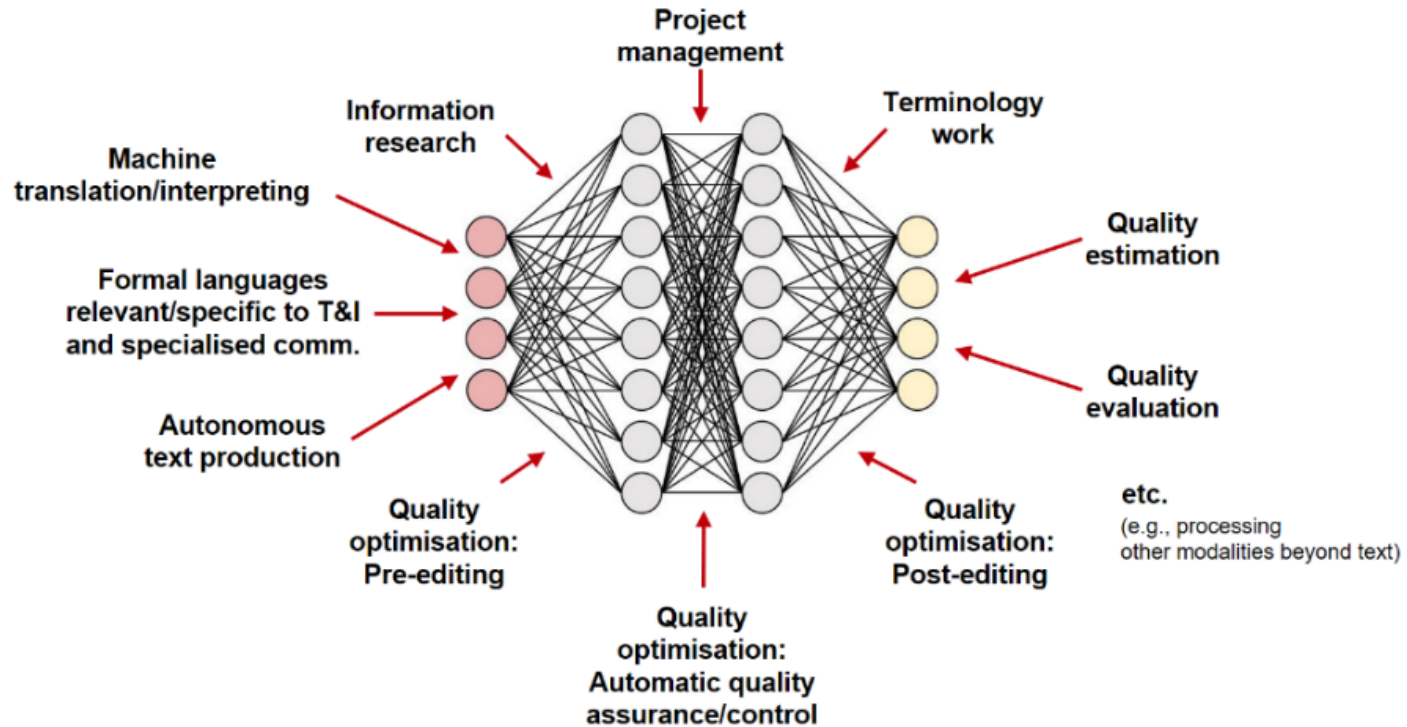 Project
management
Information
research
Terminology
work
Machine
translation/interpreting
Quality
estimation
Formal languages
relevant/specific to T&I
and specialised comm.
Quality
evaluation
Autonomous
text production
Quality
optimisation:
Pre-editing
Quality
optimisation:
Post-editing
etc.
(e.g., processing
other modalities beyond text)
Quality
optimisation:
Automatic quality
assurance/control